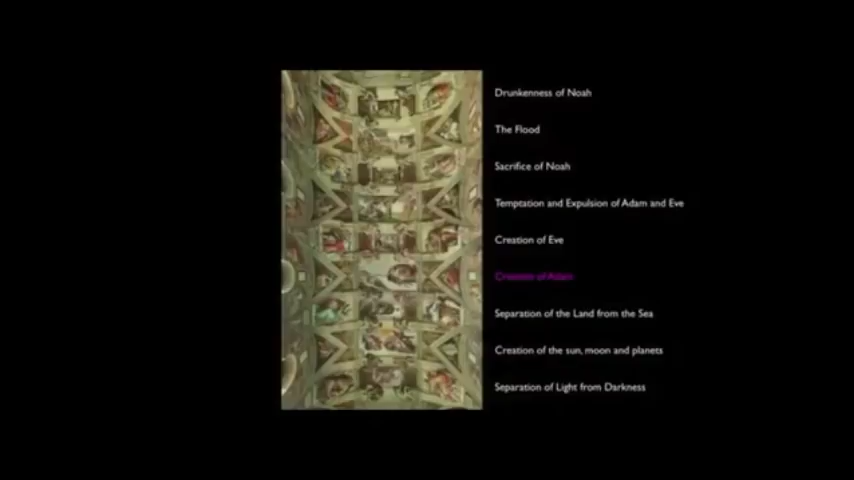 Drunkenness of Noah
The Flood
Sacrifice of Noah
Temptation and Expulsion of Adam and Eve
Creation of Eve
Creation of Adam
Separation of the Land from the Sea
Creation of the sun, moon and planets
Separation of Light from Darkness